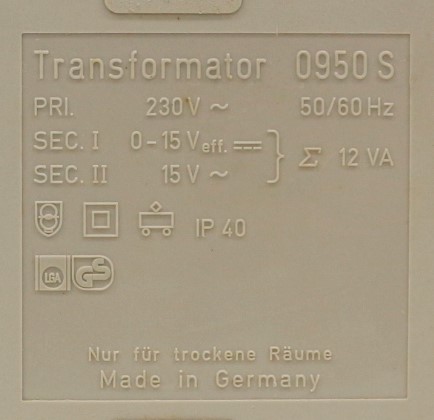 Transformator 0950 S
PRI. 230 V ~ 50/60 Hz
SEC. I 0-15 Veff. ⎓
SEC. II 15 V ~
Σ 12 VA
IP 40
LGA GS
Nur für trockene Räume
Made in Germany